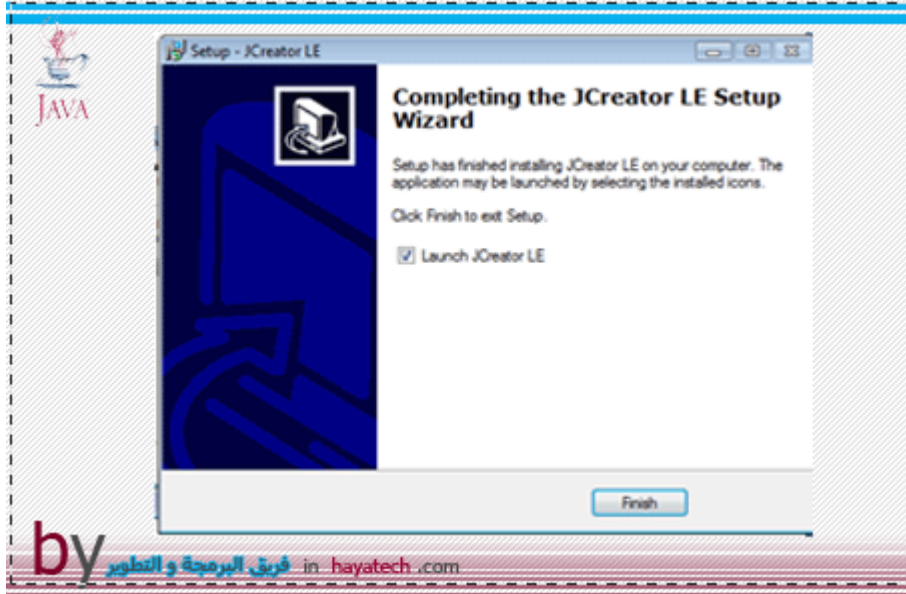 JAVA
Setup - JCreator LE
Completing the JCreator LE Setup
Wizard
Setup has finished installing JCreator LE on your computer. The
application may be launched by selecting the installed icons.
Click Finish to exit Setup.
Launch JCreator LE
Finish
by فريق البرمجة و التطوير in hayatech .com